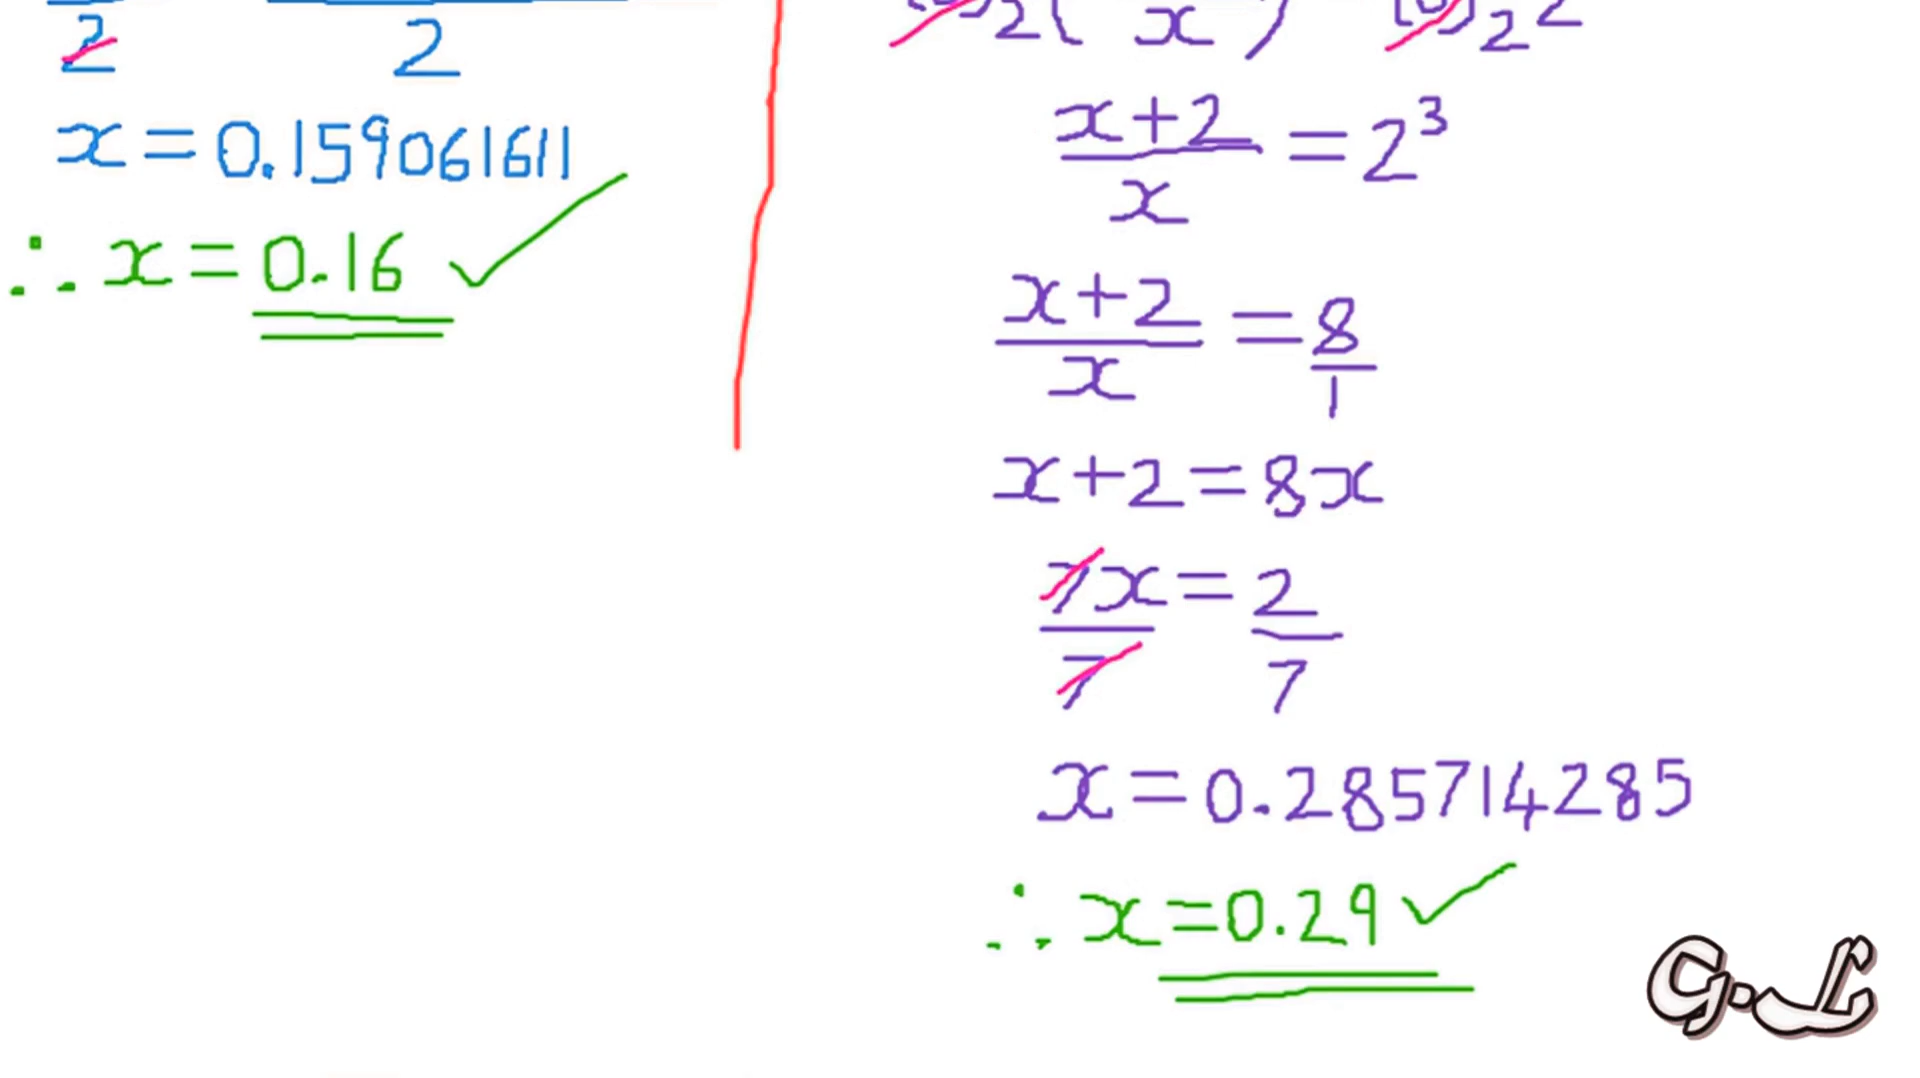 2 2
x = 0.159061611
∴ x = 0.16 ✓
x+2/x = 2³
x+2/x = 8/1
x+2 = 8x
7x/7 = 2/7
x = 0.285714285
∴ x = 0.29 ✓
G.L